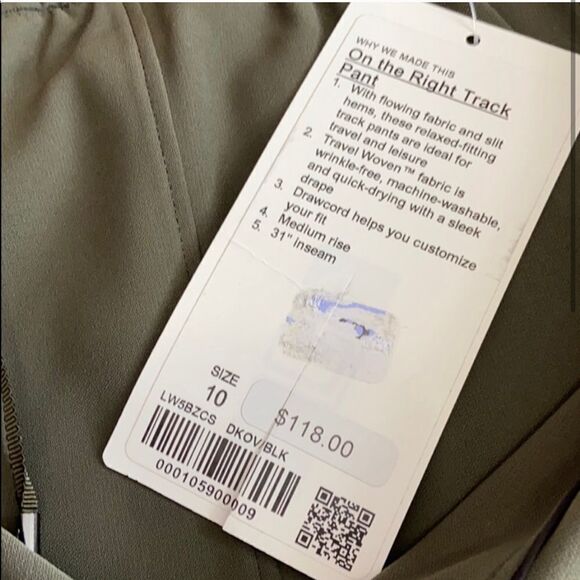 WHY WE MADE THIS
On the Right Track
Pant
1. With flowing fabric and slit
hems, these relaxed-fitting
track pants are ideal for
travel and leisure
2. Travel Woven™ fabric is
wrinkle-free, machine-washable,
and quick-drying with a sleek
drape
3. Drawcord helps you customize
your fit
4. Medium rise
5. 31" inseam
SIZE
10
$118.00
LW5BZCS DKOV/BLK
000105900009